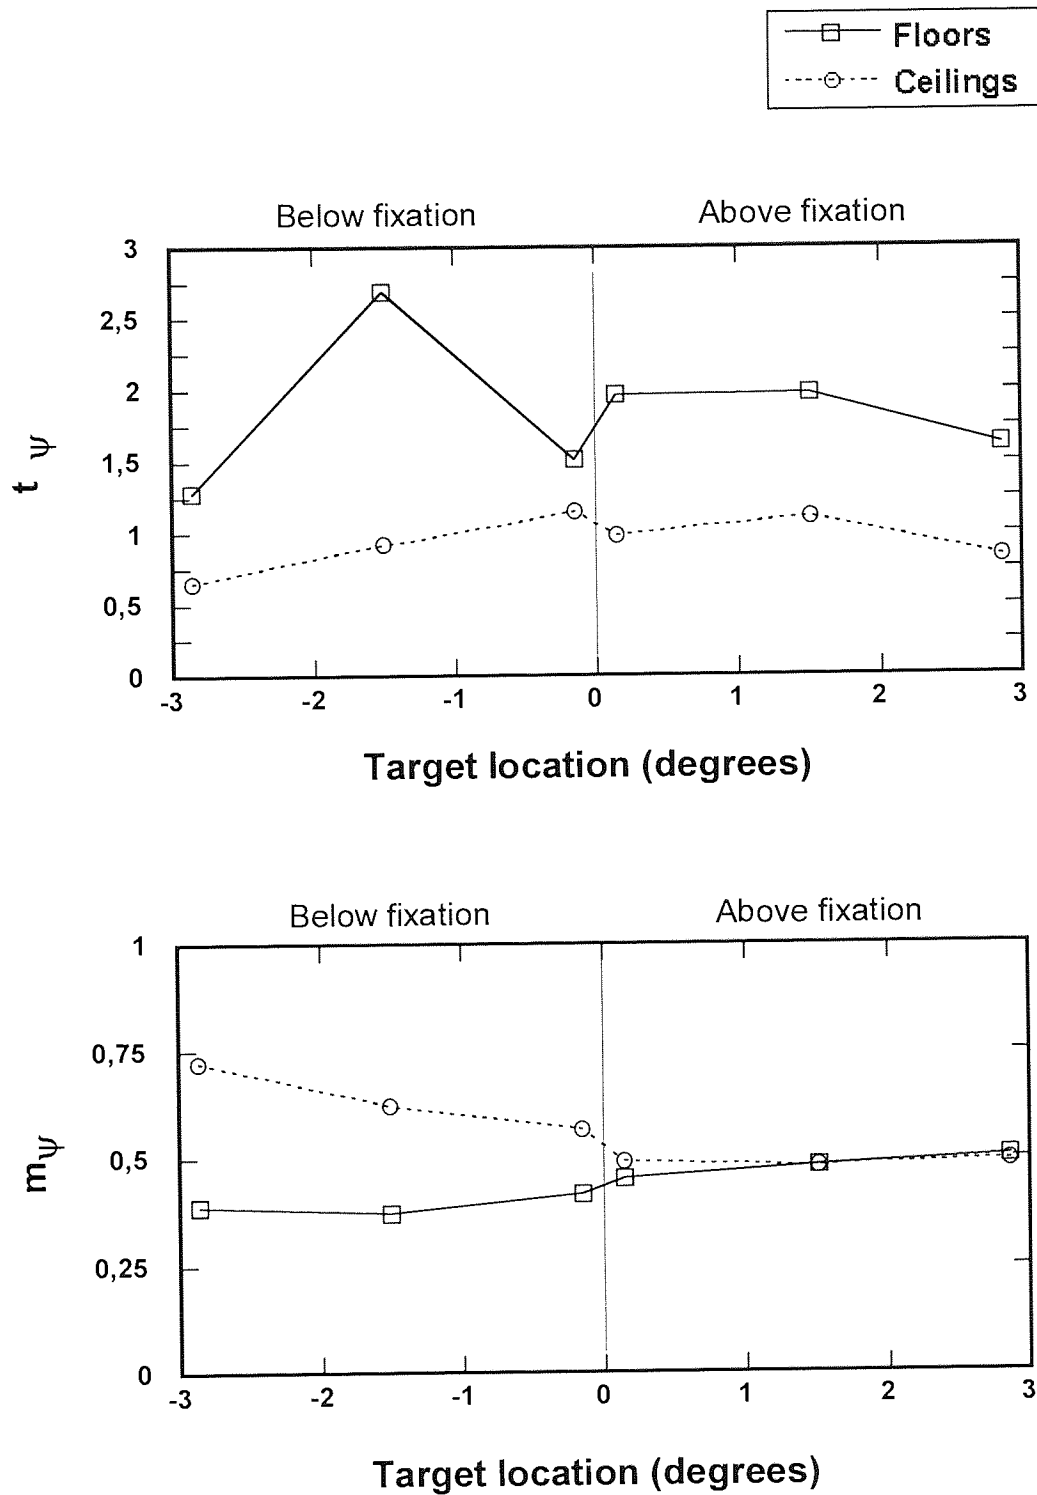 Floors
Ceilings
Below fixation Above fixation
3
2,5
2
1,5
1
0,5
0
t ψ
-3 -2 -1 0 1 2 3
Target location (degrees)
Below fixation Above fixation
1
0,75
0,5
0,25
0
mψ
-3 -2 -1 0 1 2 3
Target location (degrees)